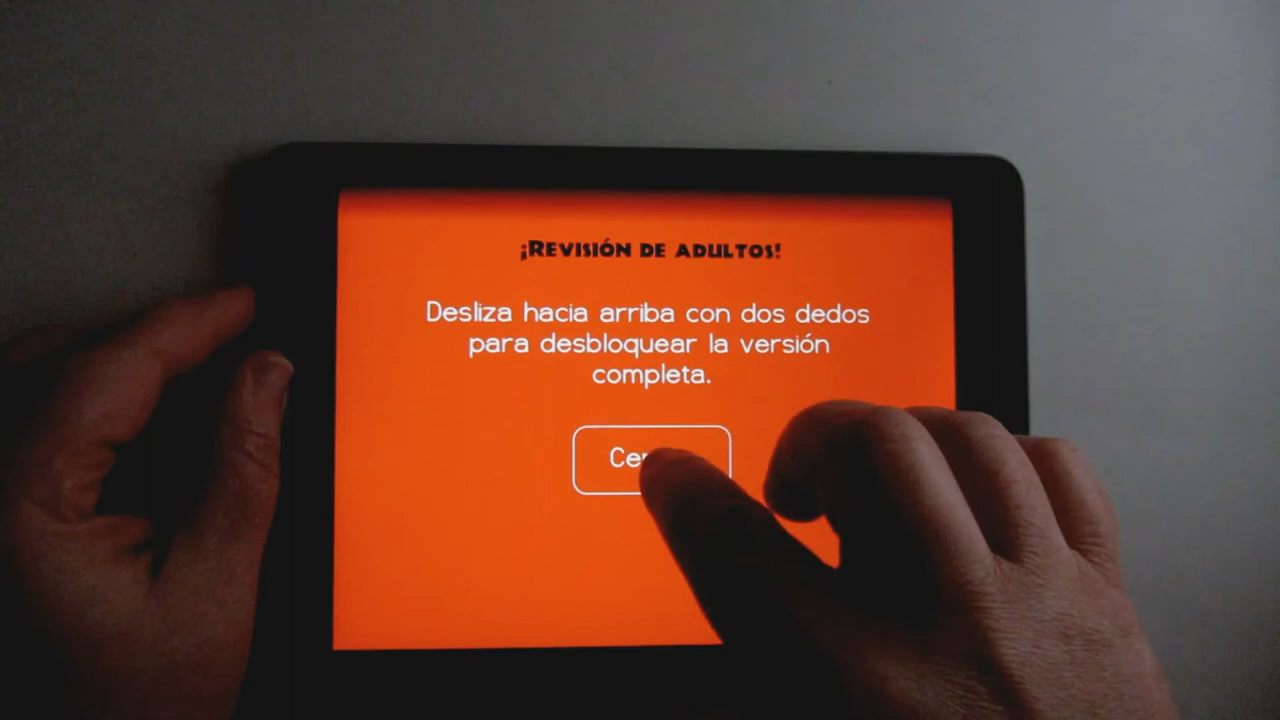 ¡REVISIÓN DE ADULTOS!
Desliza hacia arriba con dos dedos
para desbloquear la versión
completa.